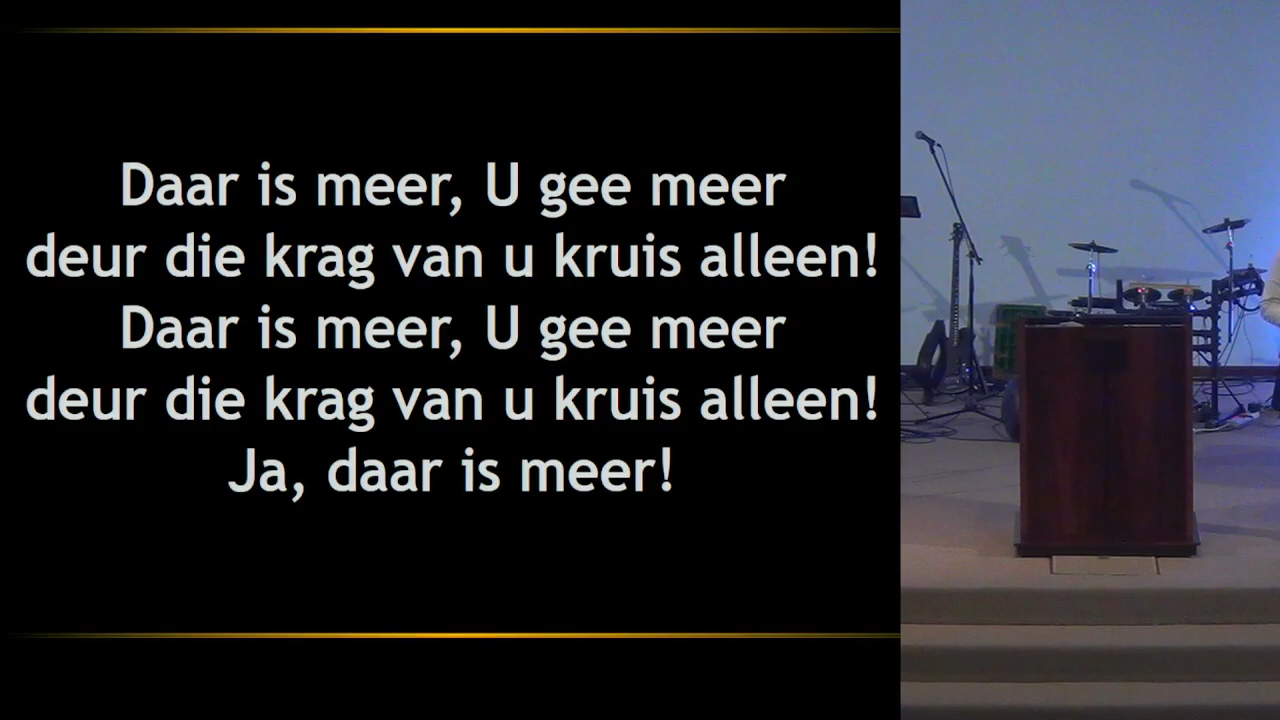 Daar is meer, U gee meer
deur die krag van u kruis alleen!
Daar is meer, U gee meer
deur die krag van u kruis alleen!
Ja, daar is meer!